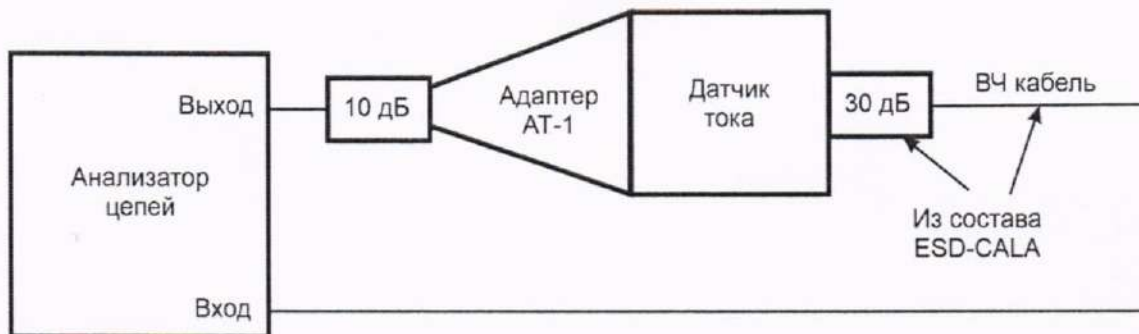 Анализатор
цепей
Выход
Вход
10 дБ
Адаптер
АТ-1
Датчик
тока
30 дБ
ВЧ кабель
Из состава
ESD-CALA